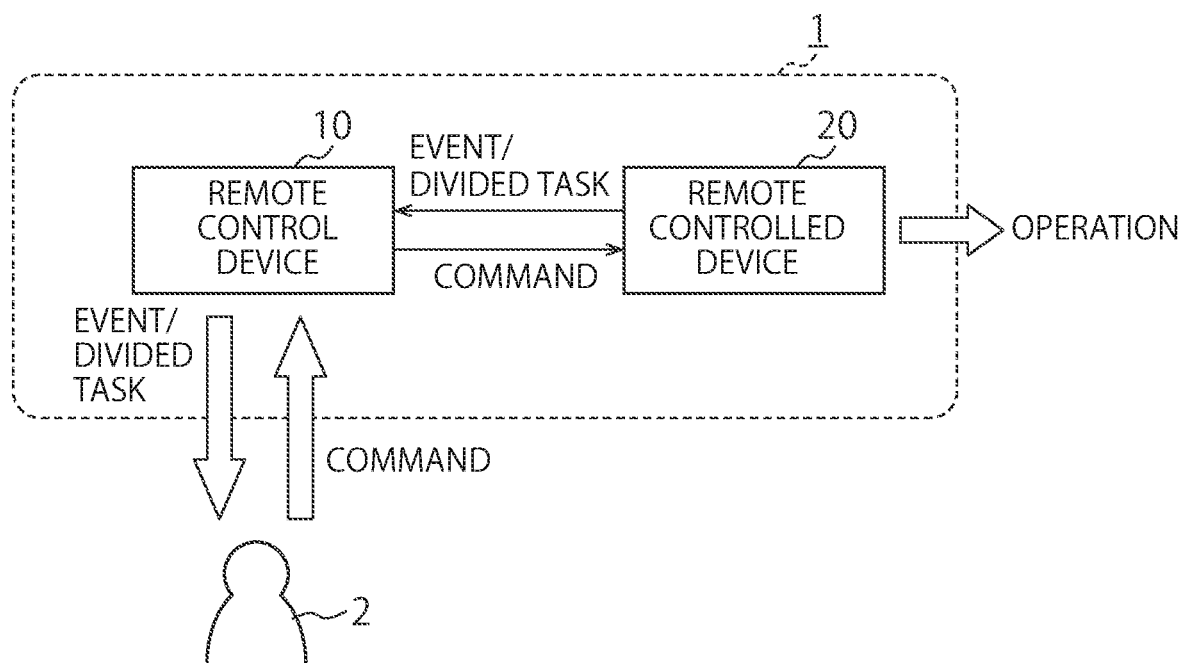 1
10
20
EVENT/
DIVIDED TASK
REMOTE
CONTROL
DEVICE
REMOTE
CONTROLLED
DEVICE
OPERATION
COMMAND
EVENT/
DIVIDED
TASK
COMMAND
2